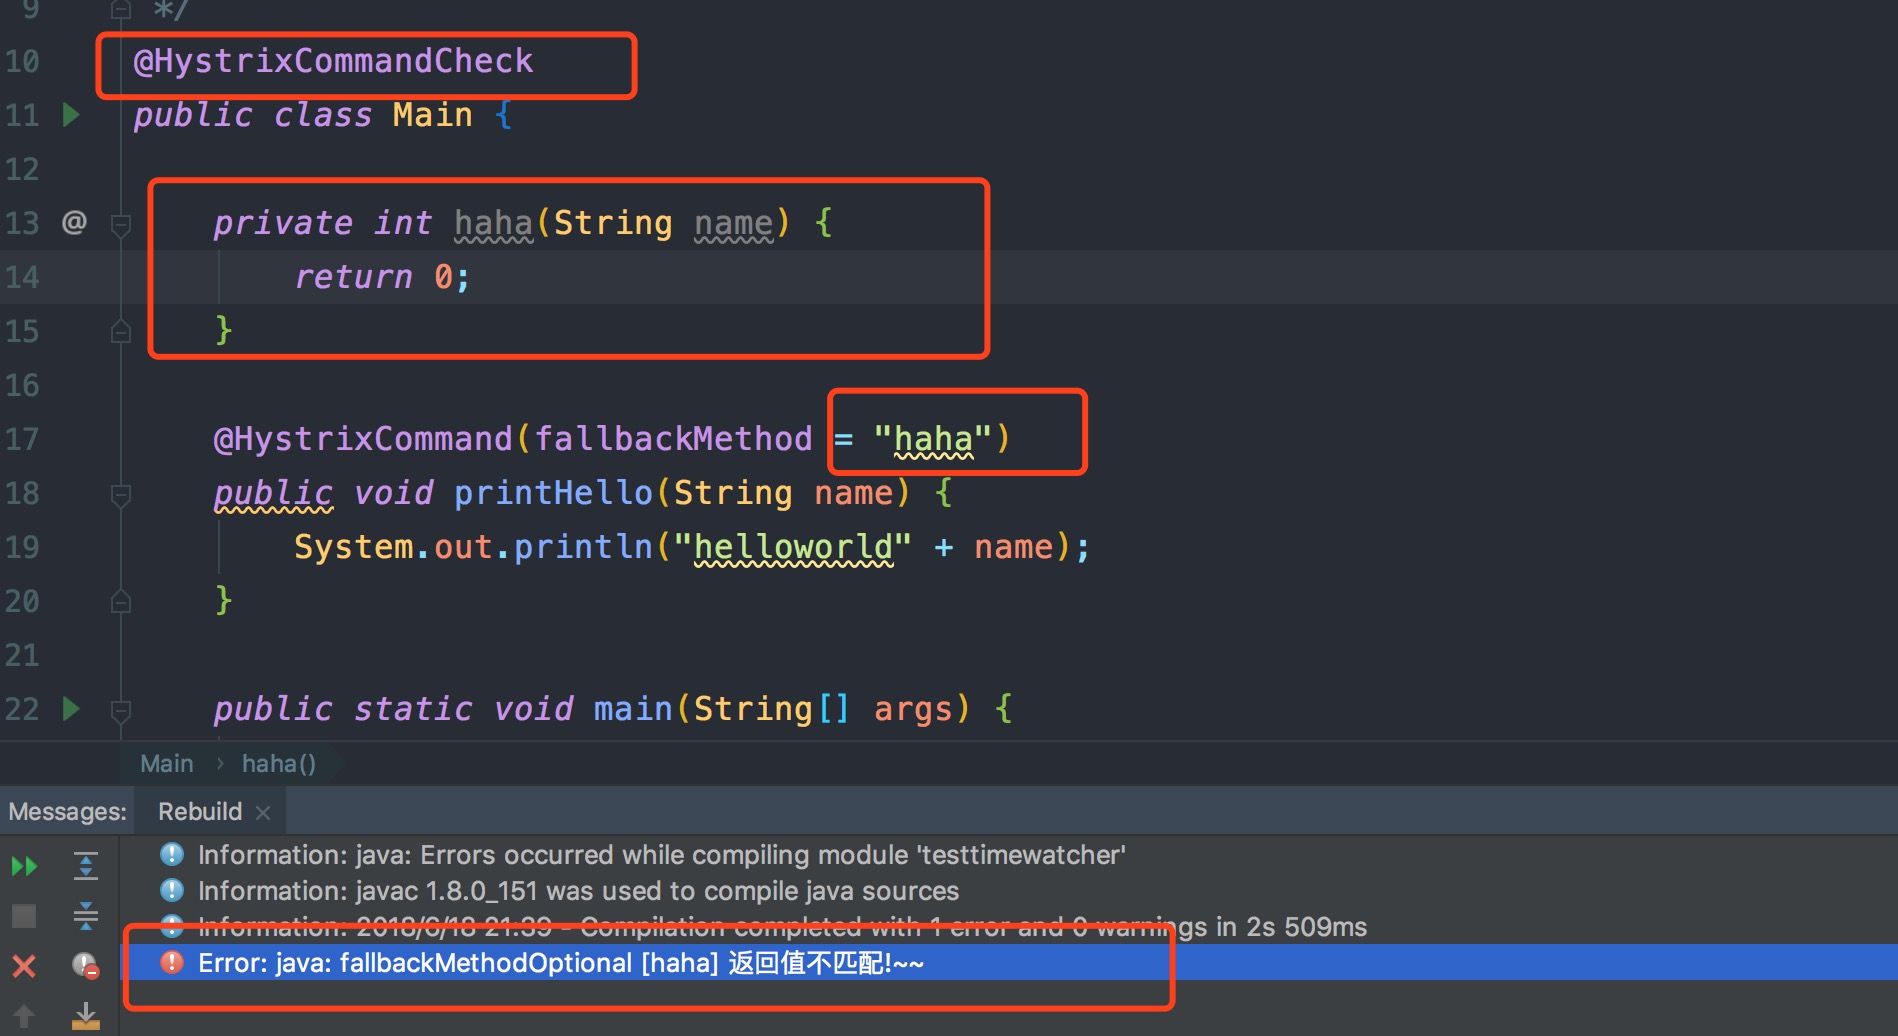 9 */
10 @HystrixCommandCheck
11 public class Main {
12
13 @ private int haha(String name) {
14 return 0;
15 }
16
17 @HystrixCommand(fallbackMethod = "haha")
18 public void printHello(String name) {
19 System.out.println("helloworld" + name);
20 }
21
22 public static void main(String[] args) {
Main › haha()
Messages: Rebuild ×
Information: java: Errors occurred while compiling module 'testtimewatcher'
Information: javac 1.8.0_151 was used to compile java sources
Information: 2018/6/18 21:39 - Compilation completed with 1 error and 0 warnings in 2s 509ms
Error: java: fallbackMethodOptional [haha] 返回值不匹配!~~